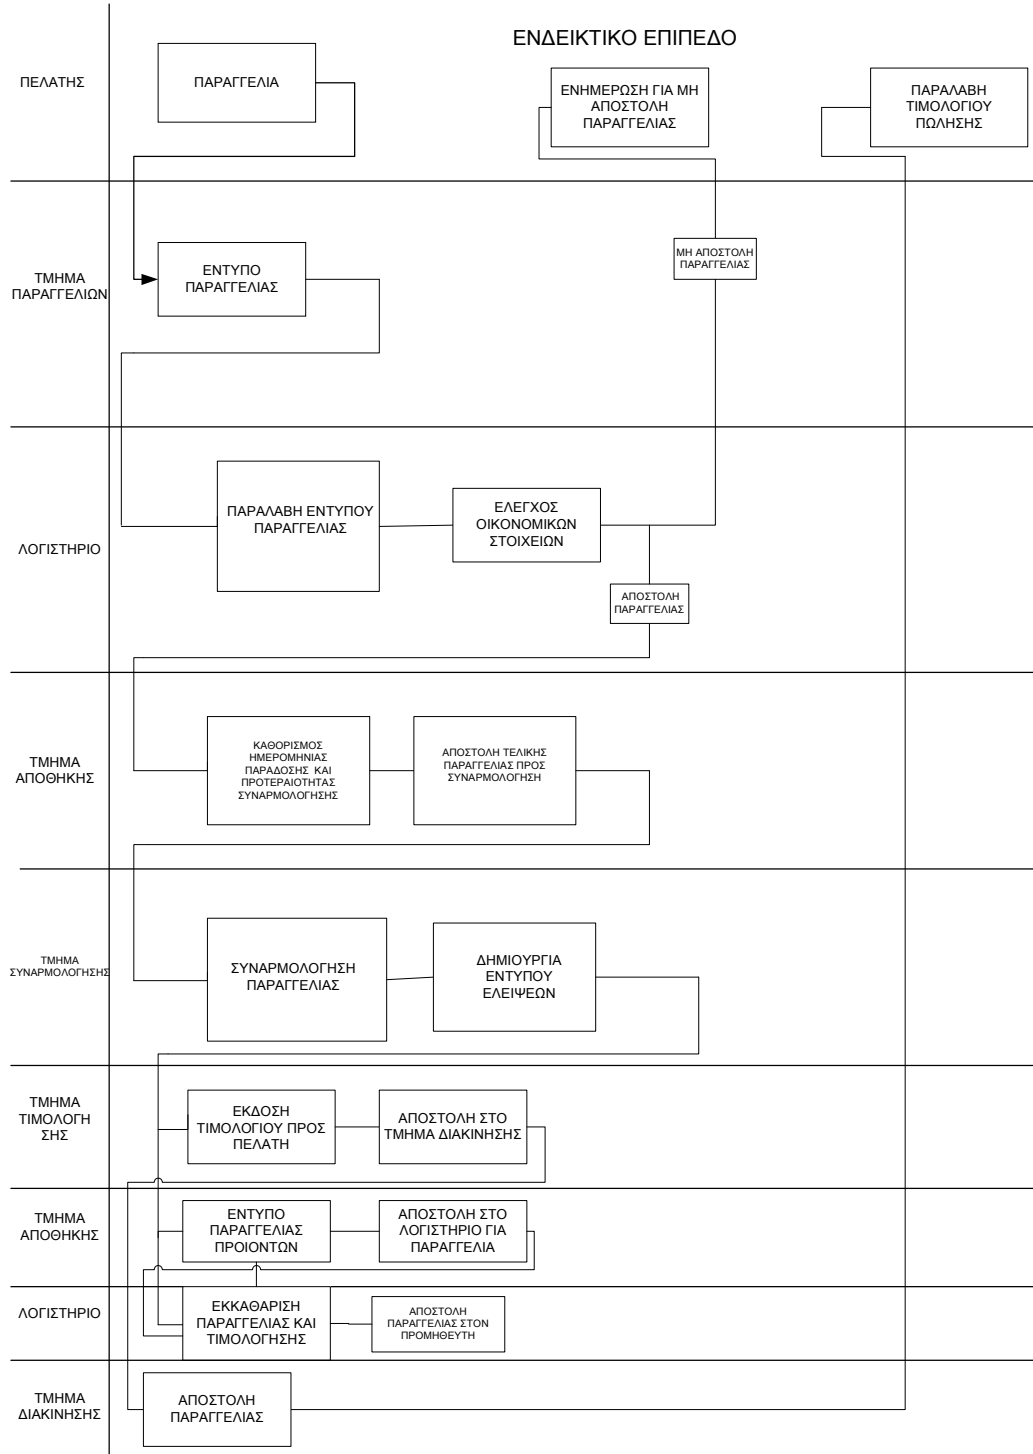 ΕΝΔΕΙΚΤΙΚΟ ΕΠΙΠΕΔΟ
ΠΕΛΑΤΗΣ
ΠΑΡΑΓΓΕΛΙΑ
ΕΝΗΜΕΡΩΣΗ ΓΙΑ ΜΗ
ΑΠΟΣΤΟΛΗ
ΠΑΡΑΓΓΕΛΙΑΣ
ΠΑΡΑΛΑΒΗ
ΤΙΜΟΛΟΓΙΟΥ
ΠΩΛΗΣΗΣ
ΤΜΗΜΑ
ΠΑΡΑΓΓΕΛΙΩΝ
ΕΝΤΥΠΟ
ΠΑΡΑΓΓΕΛΙΑΣ
ΜΗ ΑΠΟΣΤΟΛΗ
ΠΑΡΑΓΓΕΛΙΑΣ
ΛΟΓΙΣΤΗΡΙΟ
ΠΑΡΑΛΑΒΗ ΕΝΤΥΠΟΥ
ΠΑΡΑΓΓΕΛΙΑΣ
ΕΛΕΓΧΟΣ
ΟΙΚΟΝΟΜΙΚΩΝ
ΣΤΟΙΧΕΙΩΝ
ΑΠΟΣΤΟΛΗ
ΠΑΡΑΓΓΕΛΙΑΣ
ΤΜΗΜΑ
ΑΠΟΘΗΚΗΣ
ΚΑΘΟΡΙΣΜΟΣ
ΗΜΕΡΟΜΗΝΙΑΣ
ΠΑΡΑΔΟΣΗΣ ΚΑΙ
ΠΡΟΤΕΡΑΙΟΤΗΤΑΣ
ΣΥΝΑΡΜΟΛΟΓΗΣΗΣ
ΑΠΟΣΤΟΛΗ ΤΕΛΙΚΗΣ
ΠΑΡΑΓΓΕΛΙΑΣ ΠΡΟΣ
ΣΥΝΑΡΜΟΛΟΓΗΣΗ
ΤΜΗΜΑ
ΣΥΝΑΡΜΟΛΟΓΗΣΗΣ
ΣΥΝΑΡΜΟΛΟΓΗΣΗ
ΠΑΡΑΓΓΕΛΙΑΣ
ΔΗΜΙΟΥΡΓΙΑ
ΕΝΤΥΠΟΥ
ΕΛΕΙΨΕΩΝ
ΤΜΗΜΑ
ΤΙΜΟΛΟΓΗ
ΣΗΣ
ΕΚΔΟΣΗ
ΤΙΜΟΛΟΓΙΟΥ ΠΡΟΣ
ΠΕΛΑΤΗ
ΑΠΟΣΤΟΛΗ ΣΤΟ
ΤΜΗΜΑ ΔΙΑΚΙΝΗΣΗΣ
ΤΜΗΜΑ
ΑΠΟΘΗΚΗΣ
ΕΝΤΥΠΟ
ΠΑΡΑΓΓΕΛΙΑΣ
ΠΡΟΙΟΝΤΩΝ
ΑΠΟΣΤΟΛΗ ΣΤΟ
ΛΟΓΙΣΤΗΡΙΟ ΓΙΑ
ΠΑΡΑΓΓΕΛΙΑ
ΛΟΓΙΣΤΗΡΙΟ
ΕΚΚΑΘΑΡΙΣΗ
ΠΑΡΑΓΓΕΛΙΑΣ ΚΑΙ
ΤΙΜΟΛΟΓΗΣΗΣ
ΑΠΟΣΤΟΛΗ
ΠΑΡΑΓΓΕΛΙΑΣ ΣΤΟΝ
ΠΡΟΜΗΘΕΥΤΗ
ΤΜΗΜΑ
ΔΙΑΚΙΝΗΣΗΣ
ΑΠΟΣΤΟΛΗ
ΠΑΡΑΓΓΕΛΙΑΣ